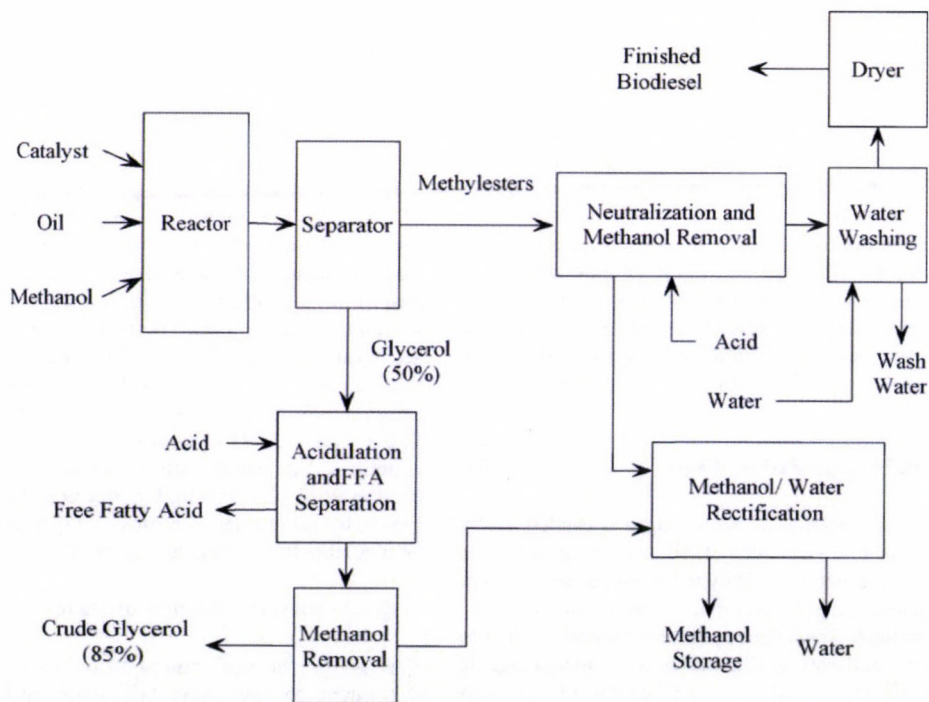 Finished
Biodiesel
Dryer
Catalyst
Oil
Methanol
Reactor
Separator
Methylesters
Neutralization and
Methanol Removal
Water
Washing
Glycerol
(50%)
Acid
Water
Wash
Water
Acid
Free Fatty Acid
Acidulation
andFFA
Separation
Methanol/ Water
Rectification
Crude Glycerol
(85%)
Methanol
Removal
Methanol
Storage
Water